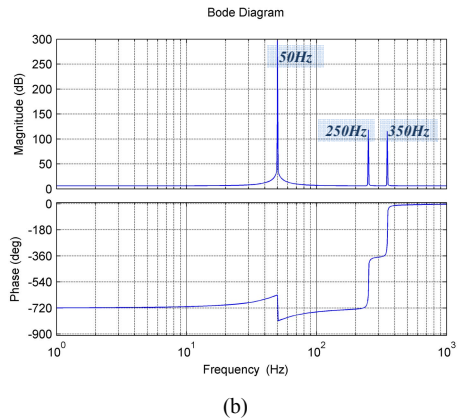 Bode Diagram
300
250
200
150
100
50
0
Magnitude (dB)
50Hz
250Hz
350Hz
0
-180
-360
-540
-720
-900
Phase (deg)
10^0
10^1
10^2
10^3
Frequency (Hz)
(b)